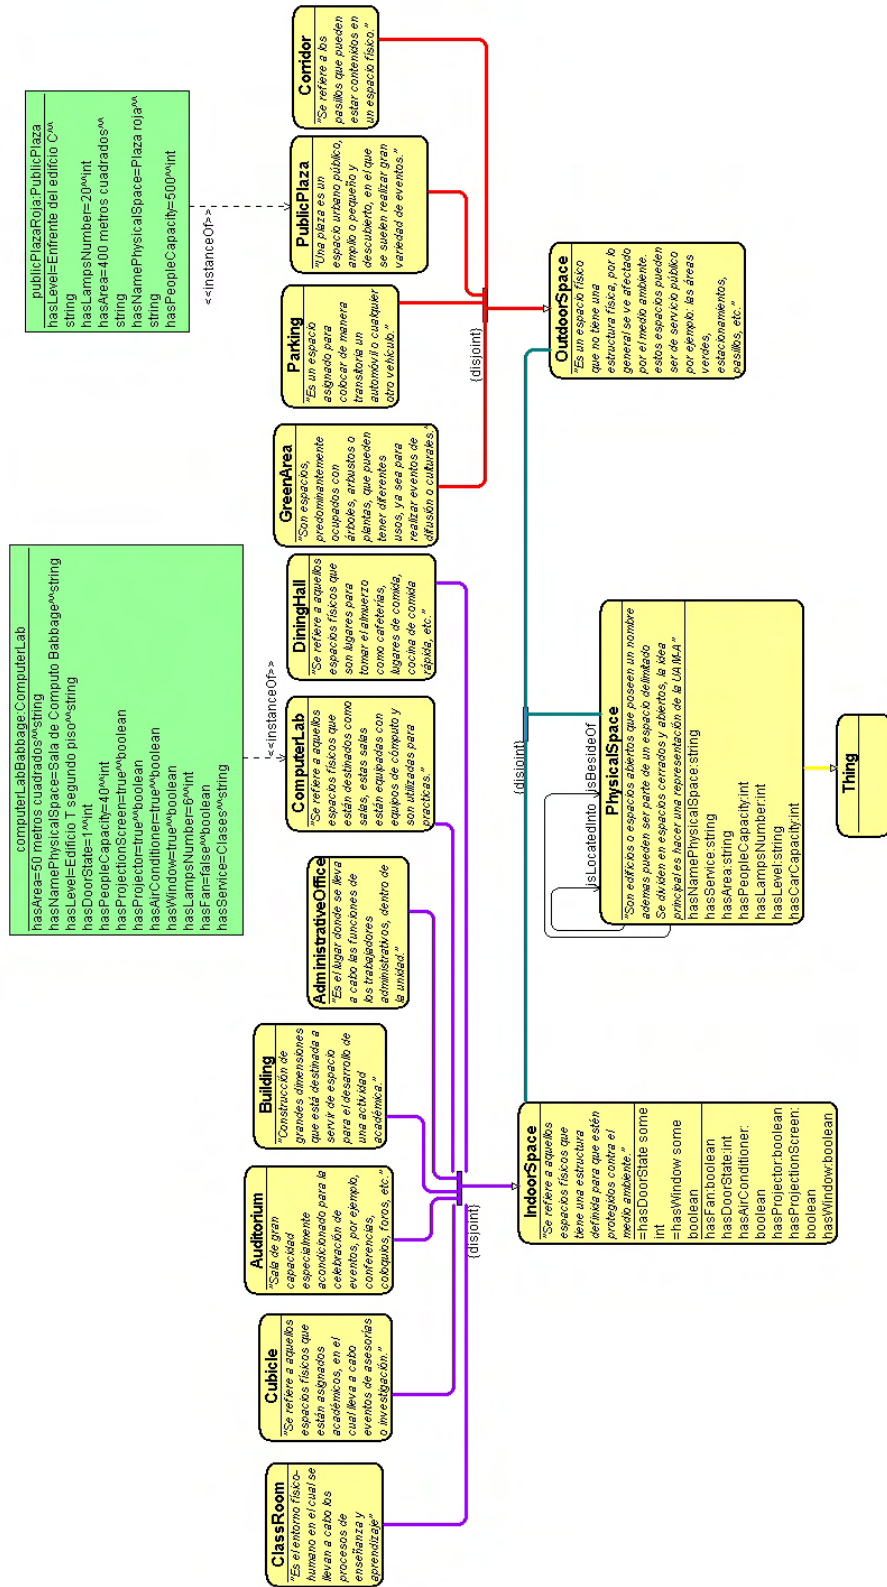 computerLabBabbage:ComputerLab
hasArea=50 metros cuadrados^^string
hasNamePhysicalSpace=Sala de Computo Babbage^^string
hasLevel=Edificio T segundo piso^^string
hasDoorState=1^^int
hasPeopleCapacity=40^^int
hasProjectionScreen=true^^boolean
hasProjector=true^^boolean
hasAirConditioner=true^^boolean
hasWindow=true^^boolean
hasLampsNumber=6^^int
hasFan=false^^boolean
hasService=Clases^^string
publicPlazaRoja:PublicPlaza
hasLevel=Enfrente del edifcio C^^
string
hasLampsNumber=20^^int
hasArea=400 metros cuadrados^^
string
hasNamePhysicalSpace=Plaza roja^^
string
hasPeopleCapacity=500^^int
<<instanceOf>>
<<instanceOf>>
ClassRoom
"Es el entorno físico-
humano en el cual se
llevan a cabo los
procesos de
enseñanza y
aprendizaje"
Cubicle
"Se refiere a aquellos
espacios físicos que
están asignados
académicos, en el
cual lleva a cabo
eventos de asesorías
o investigación."
Auditorium
"Sala de gran
capacidad
especialmente
acondicionado para la
celebración de
eventos, por ejemplo,
conferencias,
coloquios, foros, etc."
Building
"Construcción de
grandes dimensiones
que está destinada a
servir de espacio
para el desarrollo de
una actividad
académica."
AdministrativeOffice
"Es el lugar donde se lleva
a cabo las funciones de
los trabajadores
administrativos, dentro de
la unidad."
ComputerLab
"Se refiere a aquellos
espacios físicos que
están destinados como
salas, estas salas
están equipadas con
equipos de cómputo y
son utilizadas para
practicas."
DiningHall
"Se refiere a aquellos
espacios físicos que
son lugares para
tomar el almuerzo
como cafeterías,
lugares de comida,
cocina de comida
rápida, etc."
GreenArea
"Son espacios,
predominantemente
ocupados con
árboles, arbustos o
plantas, que pueden
tener diferentes
usos, ya sea para
realizar eventos de
difusión o culturales."
Parking
"Es un espacio
asignado para
colocar de manera
transitoria un
automóvil o cualquier
otro vehículo."
PublicPlaza
"Una plaza es un
espacio urbano público,
amplio o pequeño y
descubierto, en el que
se suelen realizar gran
variedad de eventos."
Corridor
"Se refiere a los
pasillos que pueden
estar contenidos en
un espacio físico."
{disjoint}
{disjoint}
{disjoint}
IndoorSpace
"Se refiere a aquellos
espacios físicos que
tiene una estructura
definida para que estén
protegidos contra el
medio ambiente."
=hasDoorState some
int
=hasWindow some
boolean
hasFan:boolean
hasDoorState:int
hasAirConditioner:
boolean
hasProjector:boolean
hasProjectionScreen:
boolean
hasWindow:boolean
OutdoorSpace
"Es un espacio físico
que no tiene una
estructura física, por lo
general se ve afectado
por el medio ambiente.
estos espacios pueden
ser de servicio público
por ejemplo: las áreas
verdes,
estacionamientos,
pasillos, etc."
isLocatedInto
isBesideOf
PhysicalSpace
"Son edificios o espacios abiertos que poseen un nombre
ademas pueden ser parte de un espacio delimitado
Se dividen en espacios cerrados y abiertos, la idea
principal es hacer una representación de la UAM-A"
hasNamePhysicalSpace:string
hasService:string
hasArea:string
hasPeopleCapacity:int
hasLampsNumber:int
hasLevel:string
hasCarCapacity:int
Thing